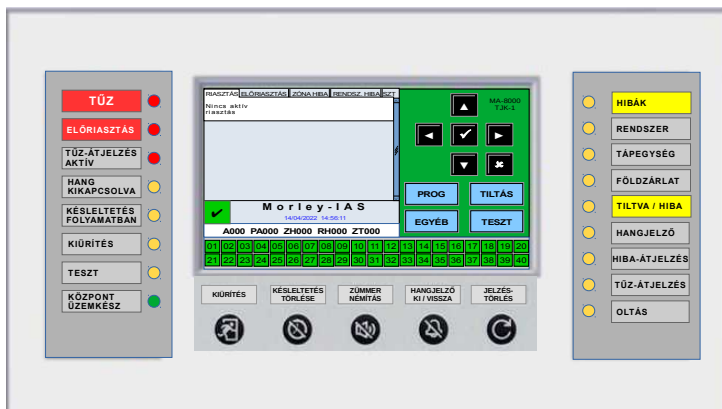 TŰZ
ELŐRIASZTÁS
TŰZ-ÁTJELZÉS
AKTÍV
HANG
KIKAPCSOLVA
KÉSLELTETÉS
FOLYAMATBAN
KIÜRÍTÉS
TESZT
KÖZPONT
ÜZEMKÉSZ
RIASZTÁS ELŐRIASZTÁS ZÓNA HIBA RENDSZ. HIBA SZT
Nincs aktív
riasztás
MA-8000
TJK-1
PROG TILTÁS
EGYÉB TESZT
Morley-IAS
14/04/2022 14:56:11
A000 PA000 ZH000 RH000 ZT000
01 02 03 04 05 06 07 08 09 10 11 12 13 14 15 16 17 18 19 20
21 22 23 24 25 26 27 28 29 30 31 32 33 34 35 36 37 38 39 40
KIÜRÍTÉS
KÉSLELTETÉS
TÖRLÉSE
ZÜMMER
NÉMÍTÁS
HANGJELZŐ
KI / VISSZA
JELZÉS-
TÖRLÉS
HIBÁK
RENDSZER
TÁPEGYSÉG
FÖLDZÁRLAT
TILTVA / HIBA
HANGJELZŐ
HIBA-ÁTJELZÉS
TŰZ-ÁTJELZÉS
OLTÁS